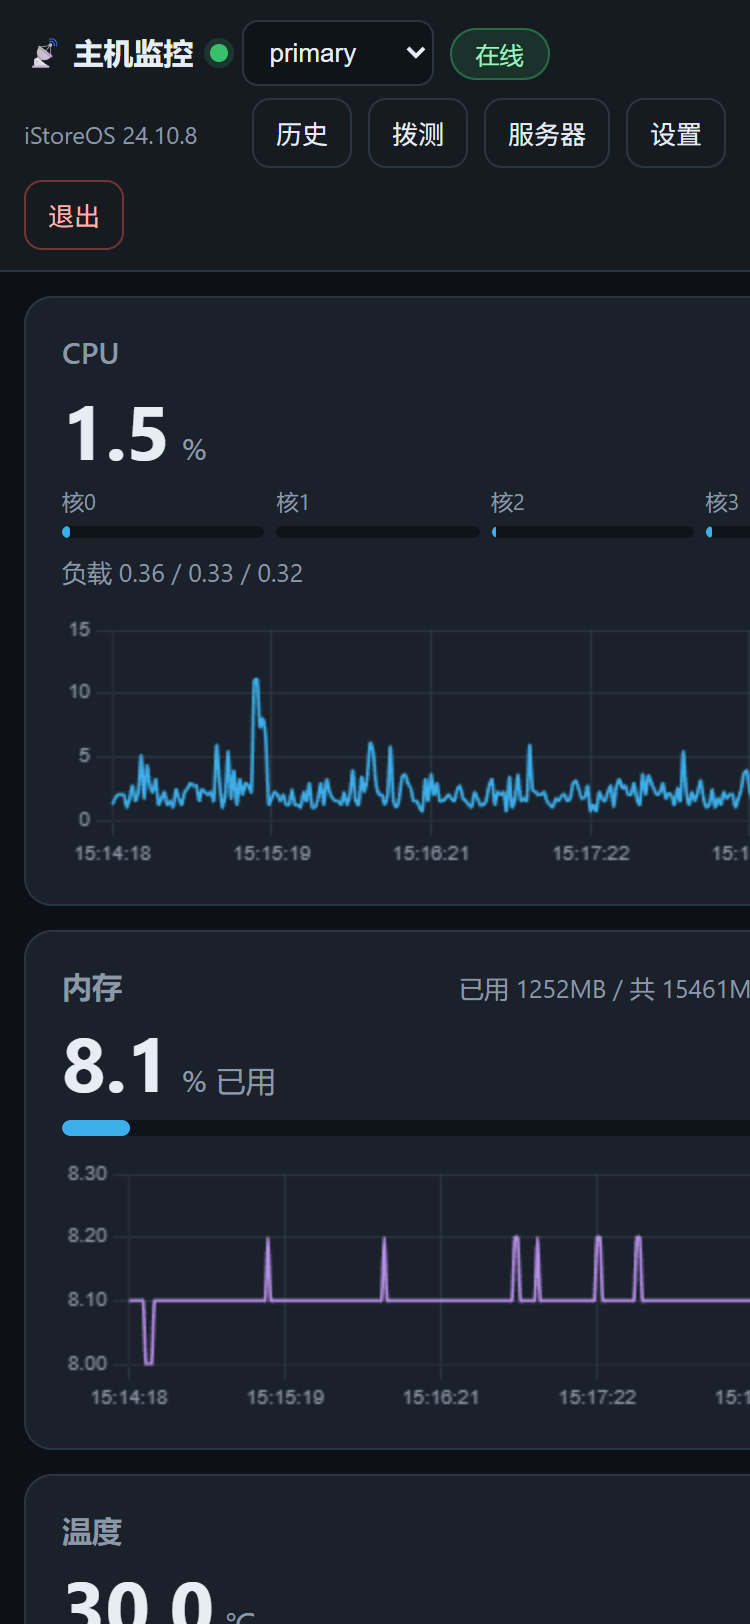 主机监控 primary 在线
iStoreOS 24.10.8 历史 拨测 服务器 设置
退出
CPU
1.5 %
核0 核1 核2 核3
负载 0.36 / 0.33 / 0.32
15
10
5
0
15:14:18 15:15:19 15:16:21 15:17:22 15:1
内存 已用 1252MB / 共 15461M
8.1 % 已用
8.30
8.20
8.10
8.00
15:14:18 15:15:19 15:16:21 15:17:22 15:1
温度
30.0 °C